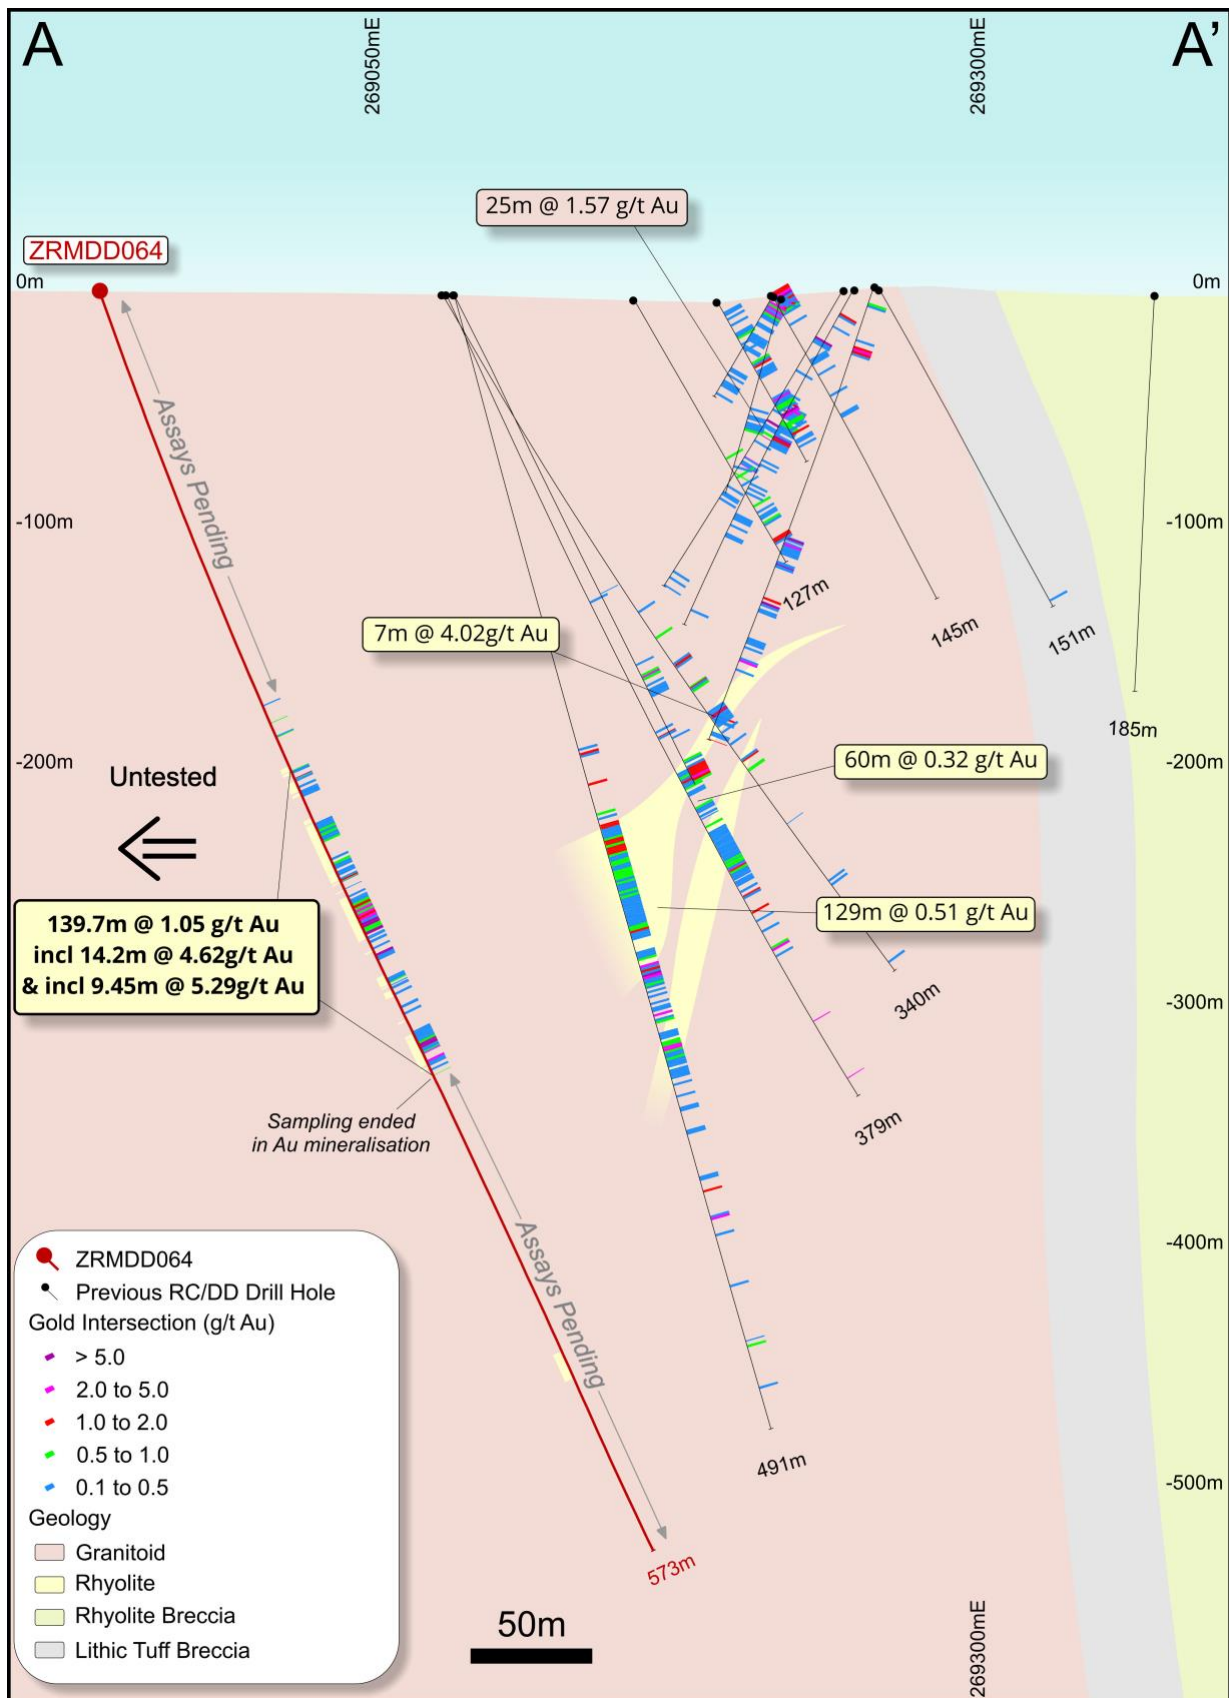 A
A’
269050mE
269300mE
25m @ 1.57 g/t Au
ZRMDD064
0m
0m
Assays Pending
-100m
-100m
127m
145m
151m
7m @ 4.02g/t Au
185m
-200m
-200m
60m @ 0.32 g/t Au
Untested
139.7m @ 1.05 g/t Au
incl 14.2m @ 4.62g/t Au
& incl 9.45m @ 5.29g/t Au
129m @ 0.51 g/t Au
340m
-300m
379m
Sampling ended
in Au mineralisation
Assays Pending
-400m
491m
-500m
573m
ZRMDD064
Previous RC/DD Drill Hole
Gold Intersection (g/t Au)
> 5.0
2.0 to 5.0
1.0 to 2.0
0.5 to 1.0
0.1 to 0.5
Geology
Granitoid
Rhyolite
Rhyolite Breccia
Lithic Tuff Breccia
50m
269300mE